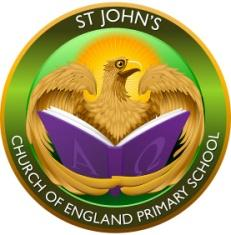 ST JOHN'S
CHURCH OF ENGLAND PRIMARY SCHOOL
A Ω